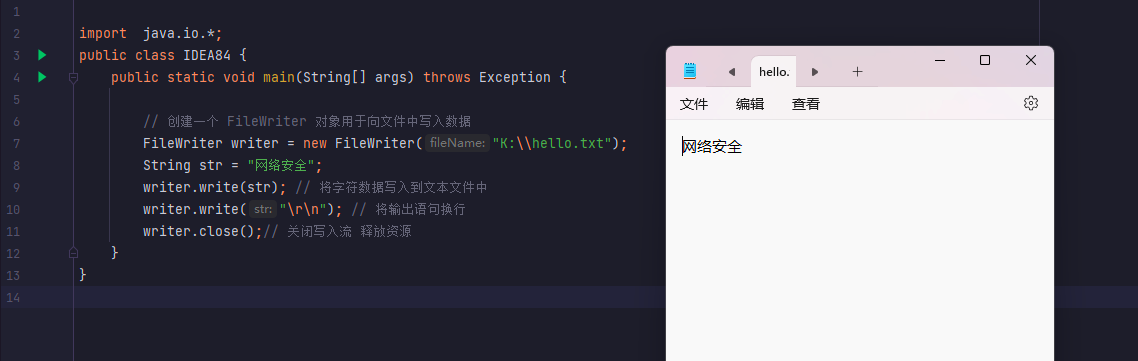 1
2 import  java.io.*;
3 public class IDEA84 {
4 public static void main(String[] args) throws Exception {
5
6 // 创建一个 FileWriter 对象用于向文件中写入数据
7 FileWriter writer = new FileWriter( fileName: "K:\\hello.txt");
8 String str = "网络安全";
9 writer.write(str); // 将字符数据写入到文本文件中
10 writer.write( str: "\r\n"); // 将输出语句换行
11 writer.close();// 关闭写入流 释放资源
12 }
13 }
14
hello.
文件 编辑 查看
网络安全